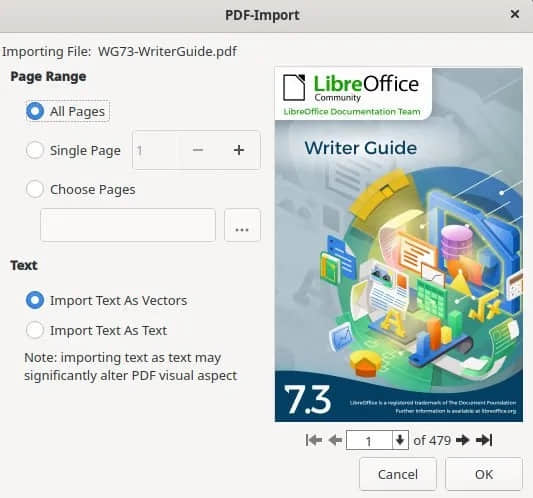 PDF-Import
Importing File: WG73-WriterGuide.pdf
Page Range
All Pages
Single Page 1
Choose Pages
...
Text
Import Text As Vectors
Import Text As Text
Note: importing text as text may
significantly alter PDF visual aspect
LibreOffice
Community
LibreOffice Documentation Team
Writer Guide
7.3
LibreOffice is a registered trademark of The Document Foundation
Further information is available at libreoffice.org
1 of 479
Cancel OK